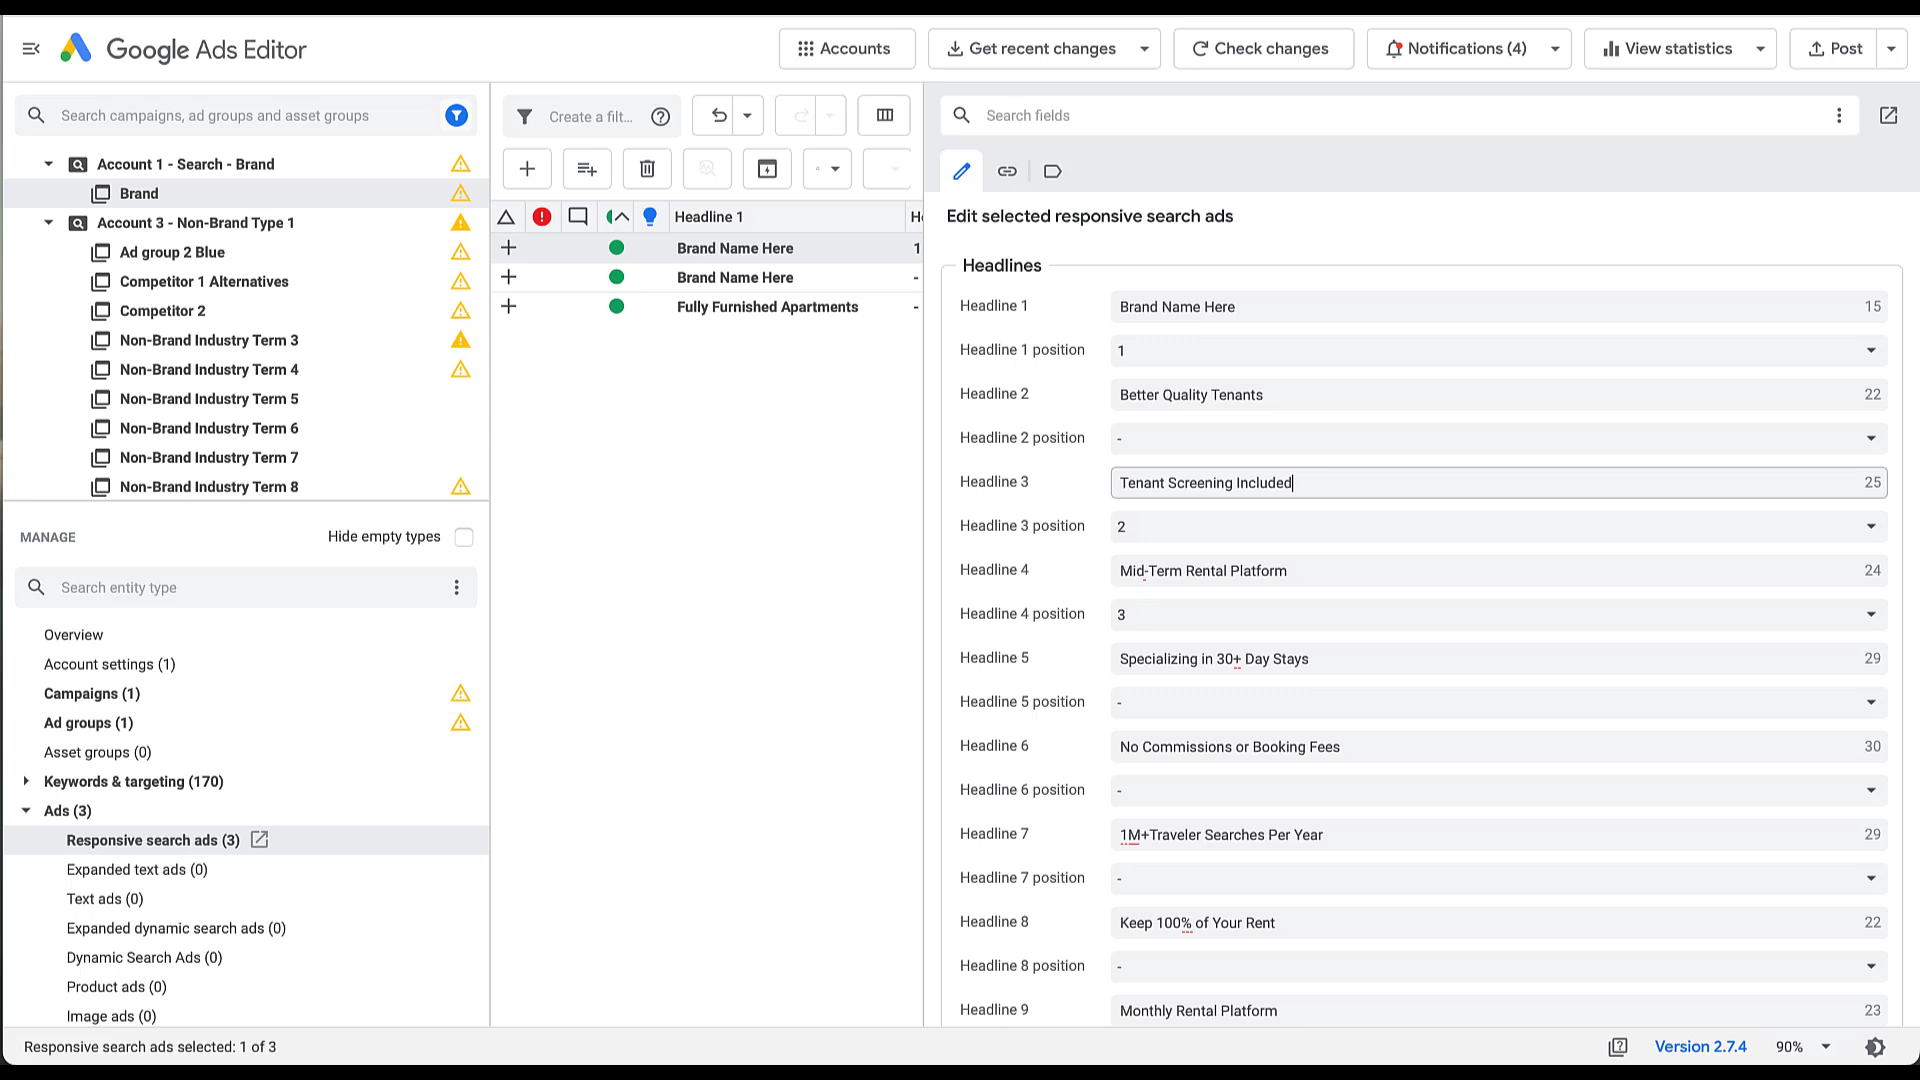 Google Ads Editor
Accounts
Get recent changes
Check changes
Notifications (4)
View statistics
Post
Search campaigns, ad groups and asset groups
Account 1 - Search - Brand
Brand
Account 3 - Non-Brand Type 1
Ad group 2 Blue
Competitor 1 Alternatives
Competitor 2
Non-Brand Industry Term 3
Non-Brand Industry Term 4
Non-Brand Industry Term 5
Non-Brand Industry Term 6
Non-Brand Industry Term 7
Non-Brand Industry Term 8
MANAGE
Hide empty types
Search entity type
Overview
Account settings (1)
Campaigns (1)
Ad groups (1)
Asset groups (0)
Keywords & targeting (170)
Ads (3)
Responsive search ads (3)
Expanded text ads (0)
Text ads (0)
Expanded dynamic search ads (0)
Dynamic Search Ads (0)
Product ads (0)
Image ads (0)
Create a filt...
Headline 1
Brand Name Here 1
Brand Name Here -
Fully Furnished Apartments -
Search fields
Edit selected responsive search ads
Headlines
Headline 1 Brand Name Here 15
Headline 1 position 1
Headline 2 Better Quality Tenants 22
Headline 2 position -
Headline 3 Tenant Screening Included 25
Headline 3 position 2
Headline 4 Mid-Term Rental Platform 24
Headline 4 position 3
Headline 5 Specializing in 30+ Day Stays 29
Headline 5 position -
Headline 6 No Commissions or Booking Fees 30
Headline 6 position -
Headline 7 1M+Traveler Searches Per Year 29
Headline 7 position -
Headline 8 Keep 100% of Your Rent 22
Headline 8 position -
Headline 9 Monthly Rental Platform 23
Responsive search ads selected: 1 of 3
Version 2.7.4
90%